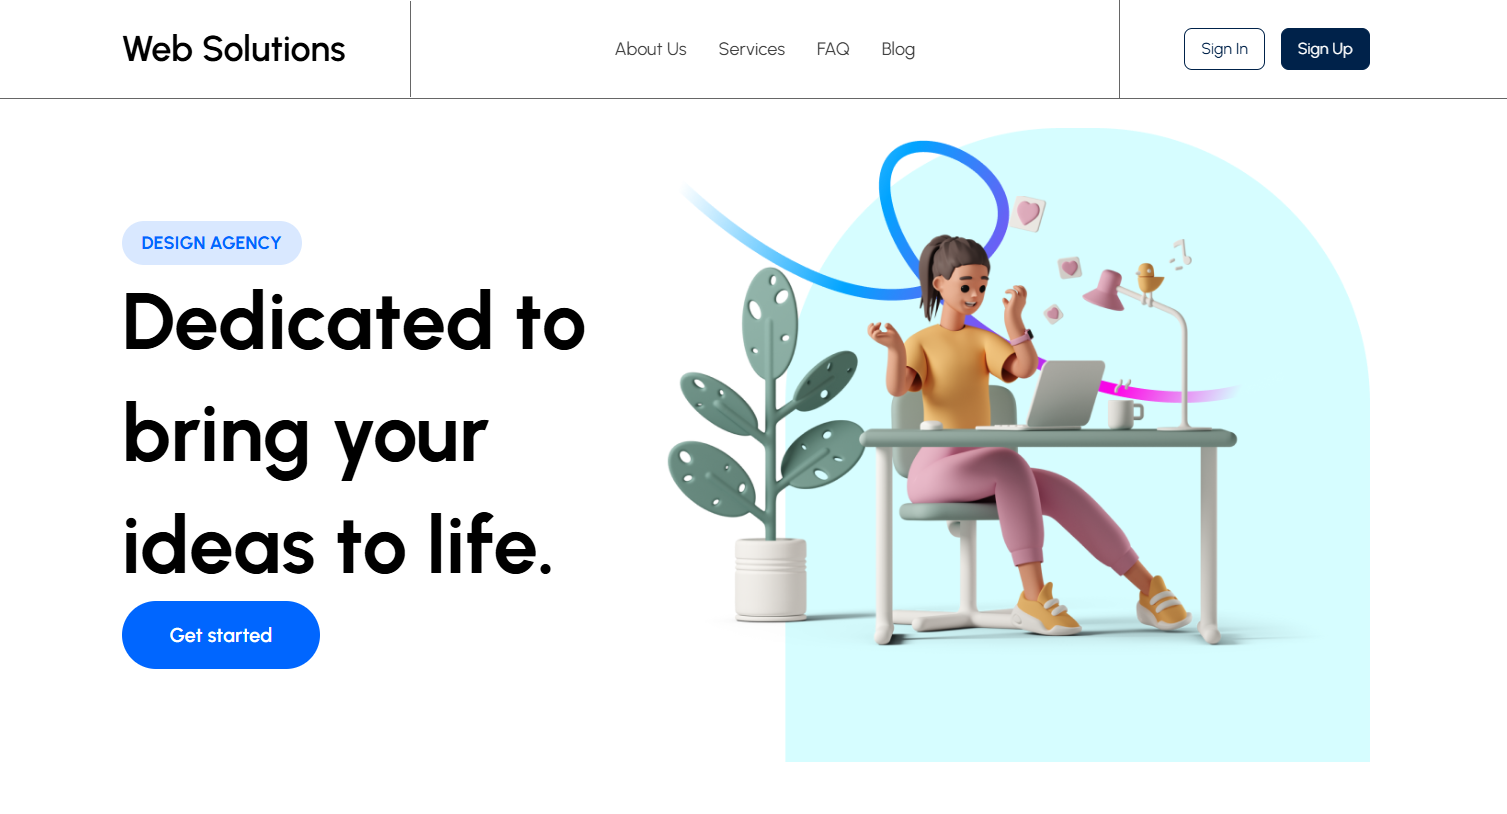 Web Solutions
About Us Services FAQ Blog
Sign In Sign Up
DESIGN AGENCY
Dedicated to
bring your
ideas to life.
Get started